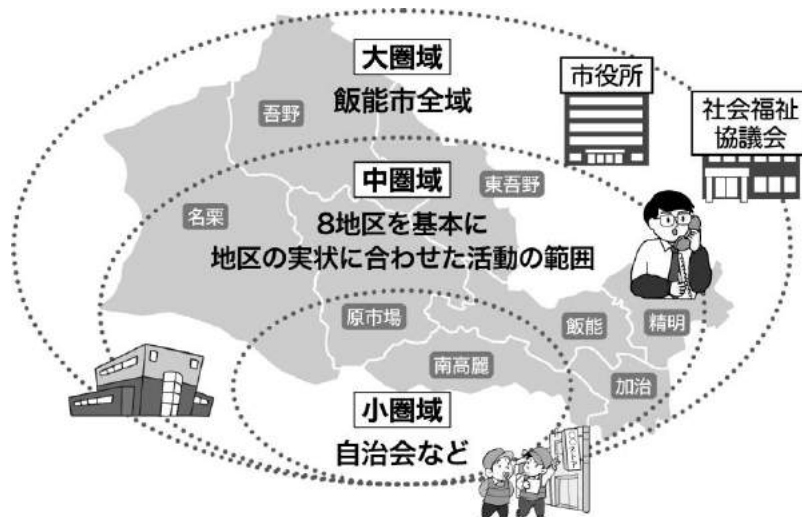 大圏域
飯能市全域
市役所
社会福祉
協議会
吾野
中圏域
東吾野
名栗
8地区を基本に
地区の実状に合わせた活動の範囲
原市場
飯能
精明
南高麗
加治
小圏域
自治会など